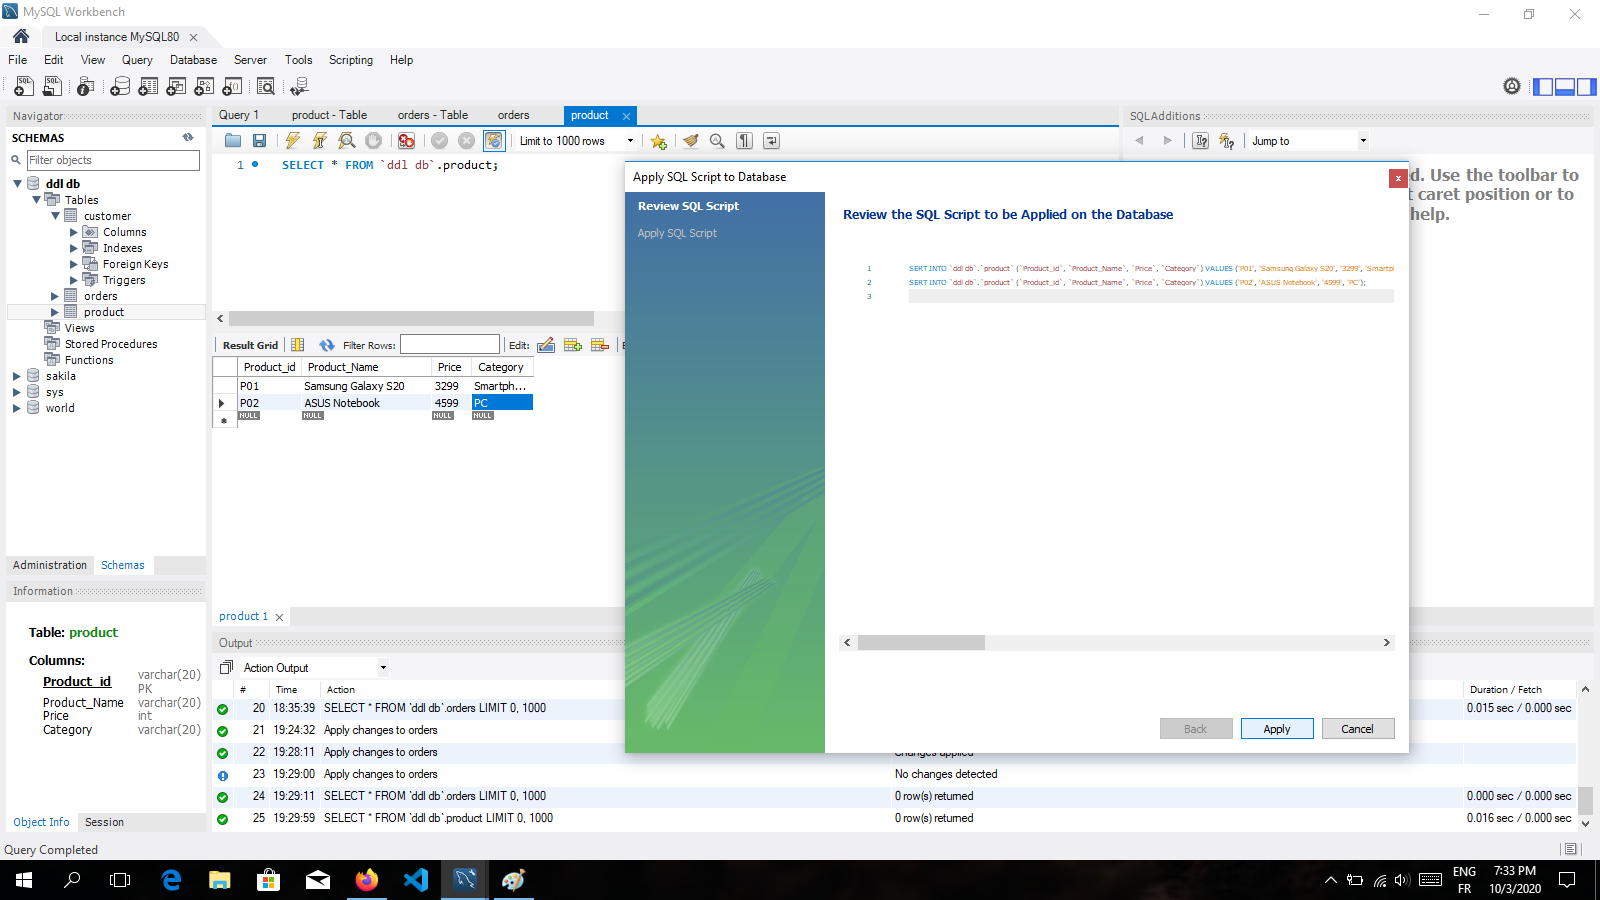 MySQL Workbench
Local instance MySQL80
File Edit View Query Database Server Tools Scripting Help
Navigator
SCHEMAS
Filter objects
ddl db
Tables
customer
Columns
Indexes
Foreign Keys
Triggers
orders
product
Views
Stored Procedures
Functions
sakila
sys
world
Administration Schemas
Information
Table: product
Columns:
Product_id varchar(20) PK
Product_Name varchar(20)
Price int
Category varchar(20)
Object Info Session
Query Completed
Query 1 product - Table orders - Table orders product
Limit to 1000 rows
1 SELECT * FROM `ddl db`.product;
Result Grid Filter Rows: Edit:
Product_id Product_Name Price Category
P01 Samsung Galaxy S20 3299 Smartph...
P02 ASUS Notebook 4599 PC
NULL NULL NULL NULL
product 1
Output
Action Output
# Time Action Duration / Fetch
20 18:35:39 SELECT * FROM `ddl db`.orders LIMIT 0, 1000 0.015 sec / 0.000 sec
21 19:24:32 Apply changes to orders
22 19:28:11 Apply changes to orders Changes applied
23 19:29:00 Apply changes to orders No changes detected
24 19:29:11 SELECT * FROM `ddl db`.orders LIMIT 0, 1000 0 row(s) returned 0.000 sec / 0.000 sec
25 19:29:59 SELECT * FROM `ddl db`.product LIMIT 0, 1000 0 row(s) returned 0.016 sec / 0.000 sec
Apply SQL Script to Database
Review SQL Script
Apply SQL Script
Review the SQL Script to be Applied on the Database
1 SERT INTO `ddl db`.`product` (`Product_id`, `Product_Name`, `Price`, `Category`) VALUES ('P01', 'Samsung Galaxy S20', '3299', 'Smartpl
2 SERT INTO `ddl db`.`product` (`Product_id`, `Product_Name`, `Price`, `Category`) VALUES ('P02', 'ASUS Notebook', '4599', 'PC');
3
Back Apply Cancel
SQLAdditions
Jump to
d. Use the toolbar to
t caret position or to
help.
ENG
FR
7:33 PM
10/3/2020